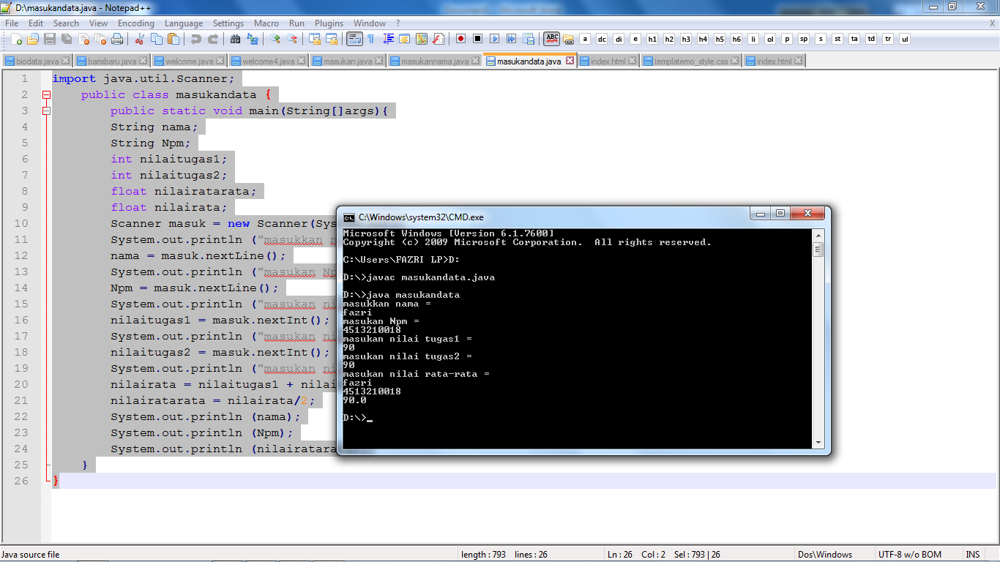 D:\masukandata.java - Notepad++
File Edit Search View Encoding Language Settings Macro Run Plugins Window ? X
ABC a dc di e h1 h2 h3 h4 h5 h6 li ol p sp s st ta td tr ul
biodata.java barisbaru.java welcome.java welcome4.java masukan.java masukannama.java masukandata.java index.html templatemo_style.css index.html
1 import java.util.Scanner;
2 public class masukandata {
3 public static void main(String[]args){
4 String nama;
5 String Npm;
6 int nilaitugas1;
7 int nilaitugas2;
8 float nilairatarata;
9 float nilairata;
10 Scanner masuk = new Scanner(Sys
11 System.out.println ("masukkan
12 nama = masuk.nextLine();
13 System.out.println ("masukan Np
14 Npm = masuk.nextLine();
15 System.out.println ("masukan ni
16 nilaitugas1 = masuk.nextInt();
17 System.out.println ("masukan ni
18 nilaitugas2 = masuk.nextInt();
19 System.out.println ("masukan ni
20 nilairata = nilaitugas1 + nilai
21 nilairatarata = nilairata/2;
22 System.out.println (nama);
23 System.out.println (Npm);
24 System.out.println (nilairatara
25 }
26 }
C:\Windows\system32\CMD.exe
Microsoft Windows [Version 6.1.7600]
Copyright (c) 2009 Microsoft Corporation. All rights reserved.
C:\Users\FAZRI LP>D:
D:\>javac masukandata.java
D:\>java masukandata
masukkan nama =
fazri
masukan Npm =
4513210018
masukan nilai tugas1 =
90
masukan nilai tugas2 =
90
masukan nilai rata-rata =
fazri
4513210018
90.0
D:\>_
Java source file length : 793 lines : 26 Ln : 26 Col : 2 Sel : 793 | 26 Dos\Windows UTF-8 w/o BOM INS